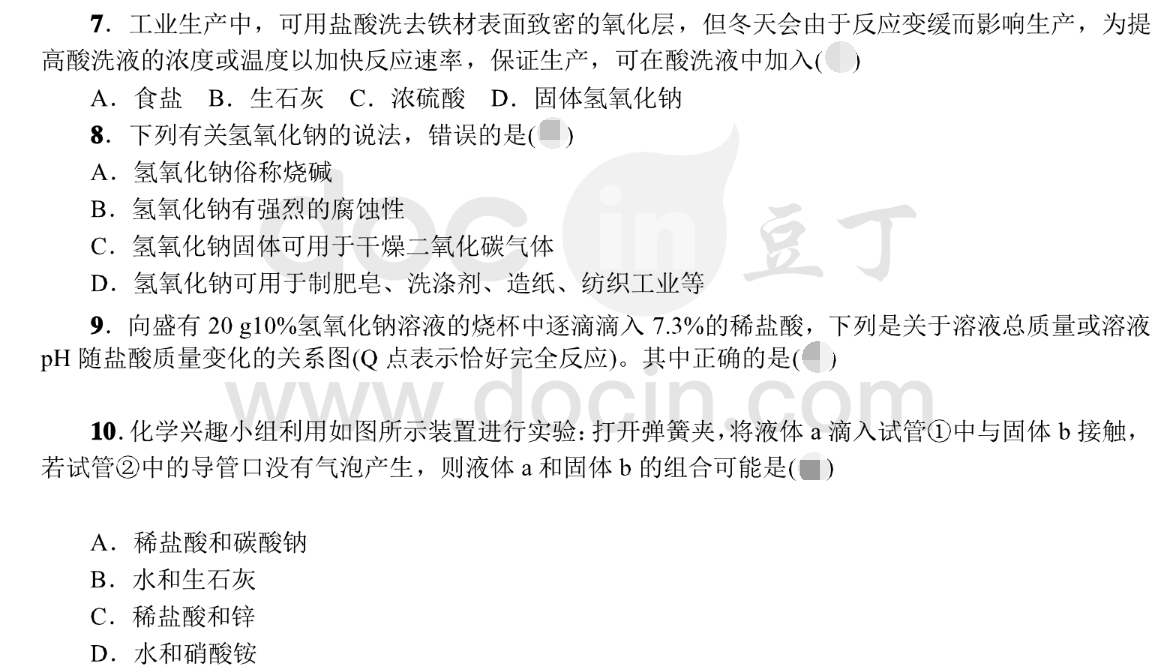 7．工业生产中，可用盐酸洗去铁材表面致密的氧化层，但冬天会由于反应变缓而影响生产，为提
高酸洗液的浓度或温度以加快反应速率，保证生产，可在酸洗液中加入( )
A．食盐 B．生石灰 C．浓硫酸 D．固体氢氧化钠
8．下列有关氢氧化钠的说法，错误的是( )
A．氢氧化钠俗称烧碱
B．氢氧化钠有强烈的腐蚀性
C．氢氧化钠固体可用于干燥二氧化碳气体
D．氢氧化钠可用于制肥皂、洗涤剂、造纸、纺织工业等
docin 豆丁
9．向盛有 20 g10%氢氧化钠溶液的烧杯中逐滴滴入 7.3%的稀盐酸，下列是关于溶液总质量或溶液
pH 随盐酸质量变化的关系图(Q 点表示恰好完全反应)。其中正确的是( )
www.docin.com
10.化学兴趣小组利用如图所示装置进行实验：打开弹簧夹，将液体 a 滴入试管①中与固体 b 接触，
若试管②中的导管口没有气泡产生，则液体 a 和固体 b 的组合可能是( )
A．稀盐酸和碳酸钠
B．水和生石灰
C．稀盐酸和锌
D．水和硝酸铵